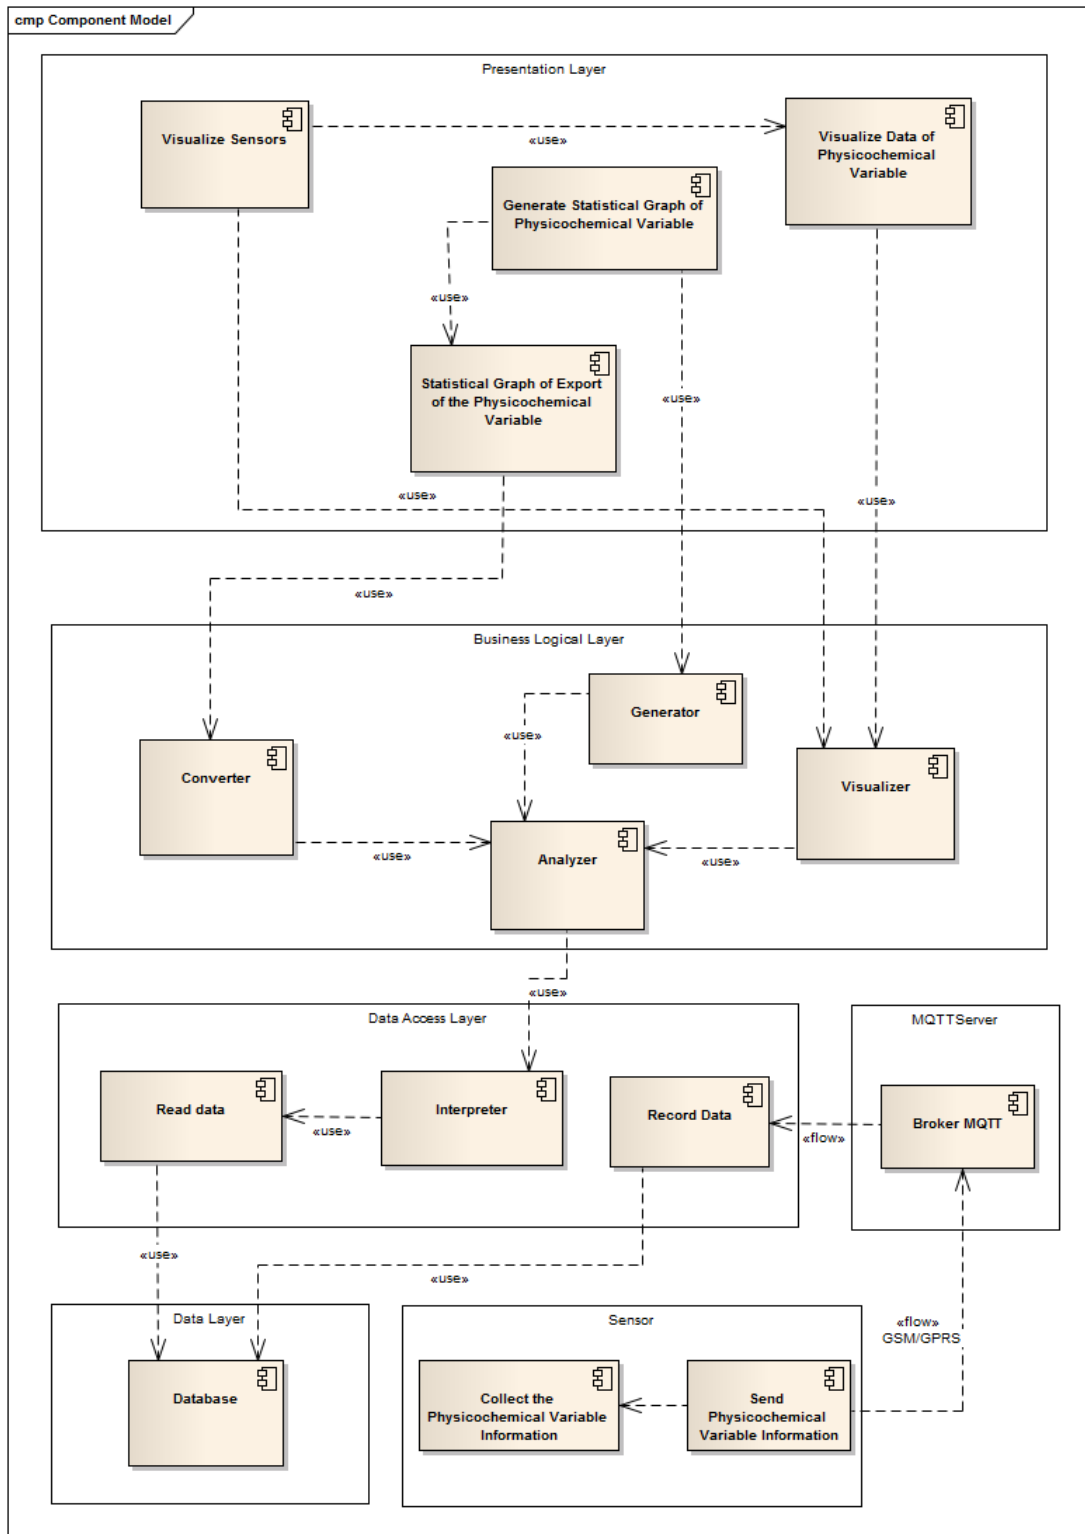 cmp Component Model
Presentation Layer
Visualize Sensors
«use»
Visualize Data of
Physicochemical
Variable
Generate Statistical Graph of
Physicochemical Variable
«use»
Statistical Graph of Export
of the Physicochemical
Variable
«use»
«use»
«use»
«use»
Business Logical Layer
Generator
«use»
Converter
Visualizer
«use»
Analyzer
«use»
«use»
Data Access Layer
MQTTServer
Read data
Interpreter
Record Data
Broker MQTT
«use»
«flow»
«use»
«use»
Data Layer
Sensor
«flow»
GSM/GPRS
Database
Collect the
Physicochemical Variable
Information
Send
Physicochemical
Variable Information